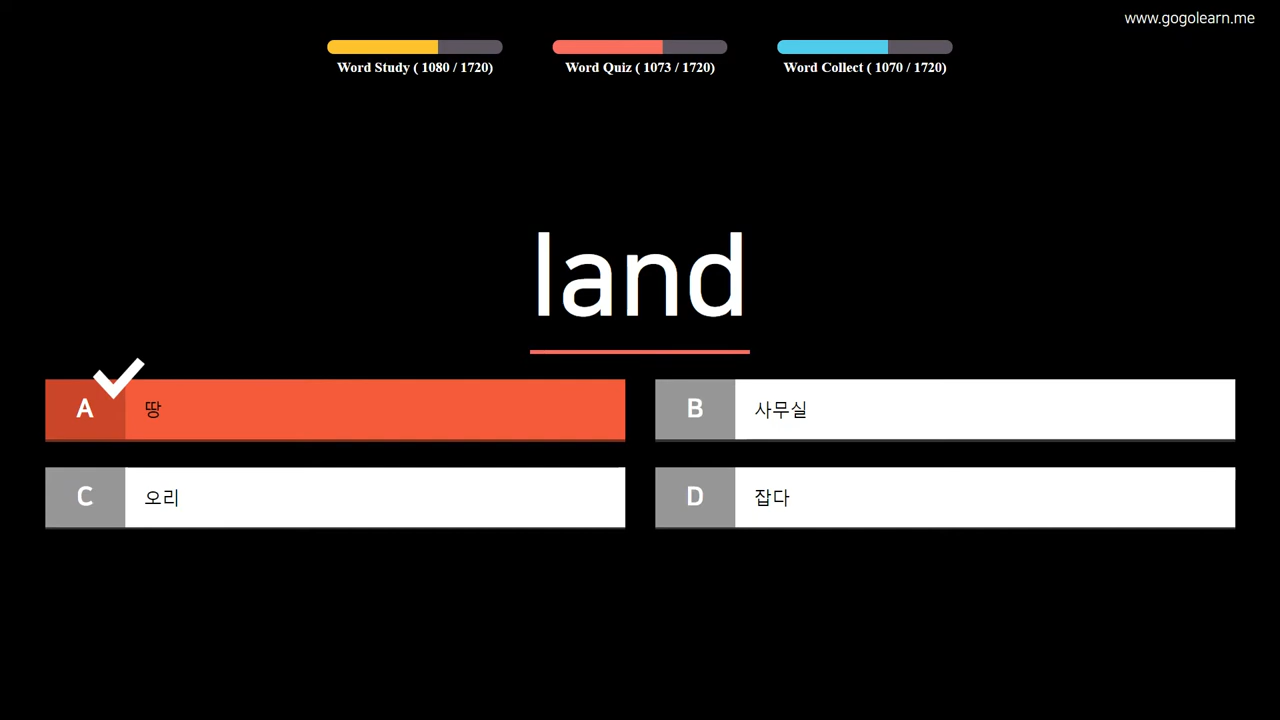 www.gogolearn.me
Word Study ( 1080 / 1720)
Word Quiz ( 1073 / 1720)
Word Collect ( 1070 / 1720)
land
A 땅
B 사무실
C 오리
D 잡다